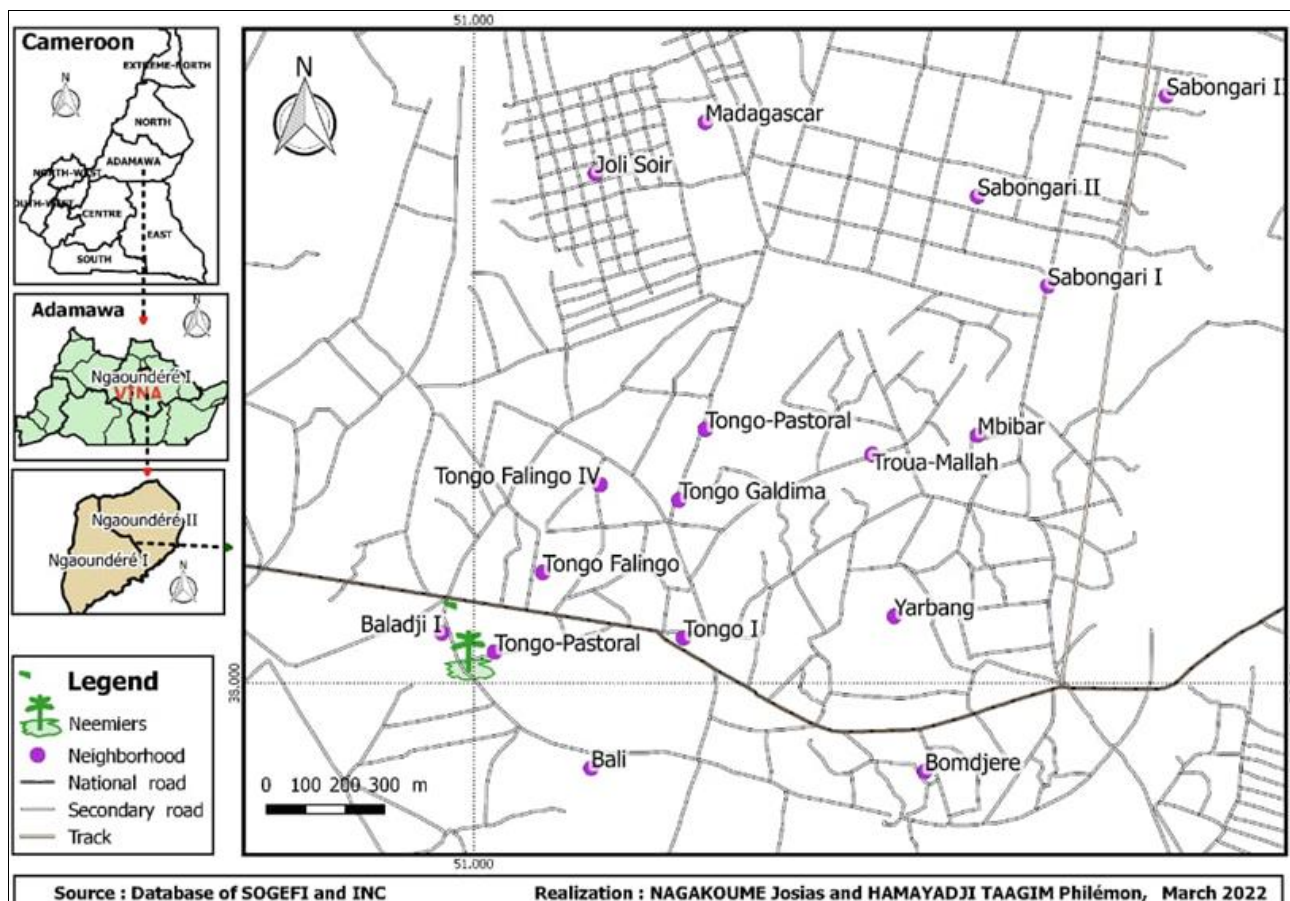 51.000
Cameroon
N
EXTREME-NORTH
NORTH
ADAMAWA
NORTH-WEST
SOUTH-WEST
CENTRE
EAST
SOUTH
Adamawa
N
Ngaoundéré I
VINA
Ngaoundéré II
Ngaoundéré I
N
Legend
Neemiers
Neighborhood
National road
Secondary road
Track
N
Sabongari II
Madagascar
Joli Soir
Sabongari II
Sabongari I
Tongo-Pastoral
Mbibar
Troua-Mallah
Tongo Falingo IV
Tongo Galdima
Tongo Falingo
Yarbang
Baladji I
Tongo-Pastoral
Tongo I
38.000
Bali
Bomdjere
0 100 200 300 m
51.000
Source : Database of SOGEFI and INC
Realization : NAGAKOUME Josias and HAMAYADJI TAAGIM Philémon, March 2022